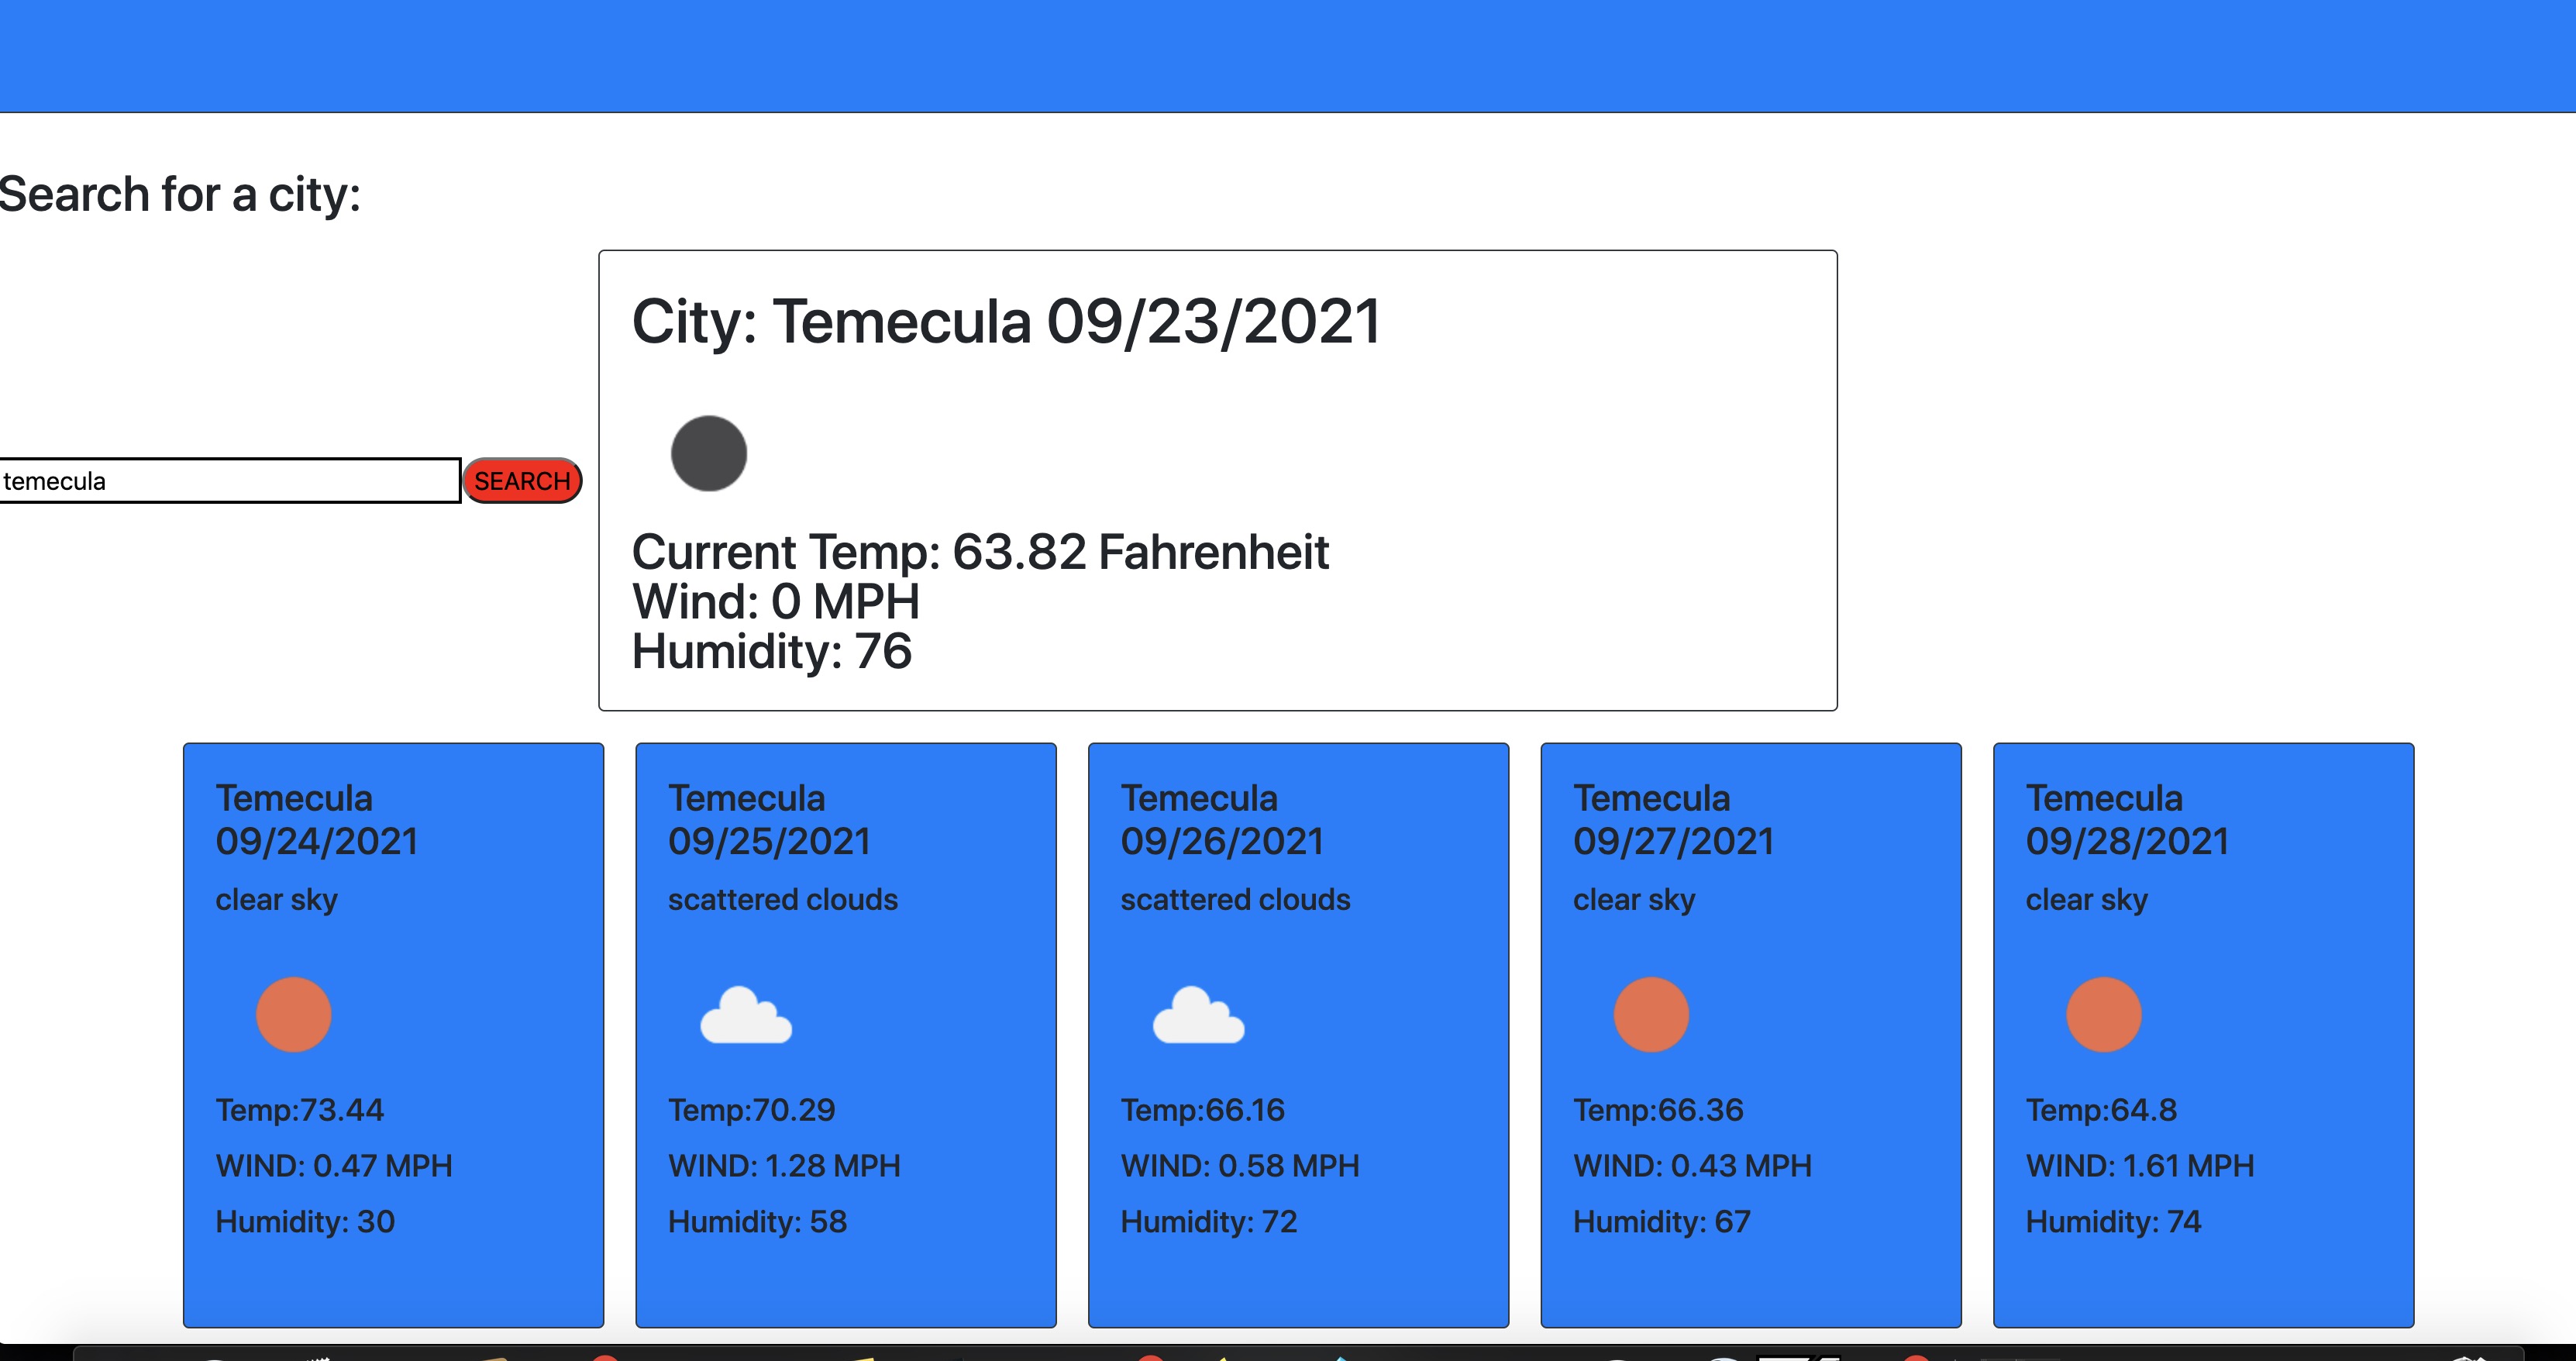 Search for a city:
temecula
SEARCH
City: Temecula 09/23/2021
Current Temp: 63.82 Fahrenheit
Wind: 0 MPH
Humidity: 76
Temecula
09/24/2021
clear sky
Temp:73.44
WIND: 0.47 MPH
Humidity: 30
Temecula
09/25/2021
scattered clouds
Temp:70.29
WIND: 1.28 MPH
Humidity: 58
Temecula
09/26/2021
scattered clouds
Temp:66.16
WIND: 0.58 MPH
Humidity: 72
Temecula
09/27/2021
clear sky
Temp:66.36
WIND: 0.43 MPH
Humidity: 67
Temecula
09/28/2021
clear sky
Temp:64.8
WIND: 1.61 MPH
Humidity: 74